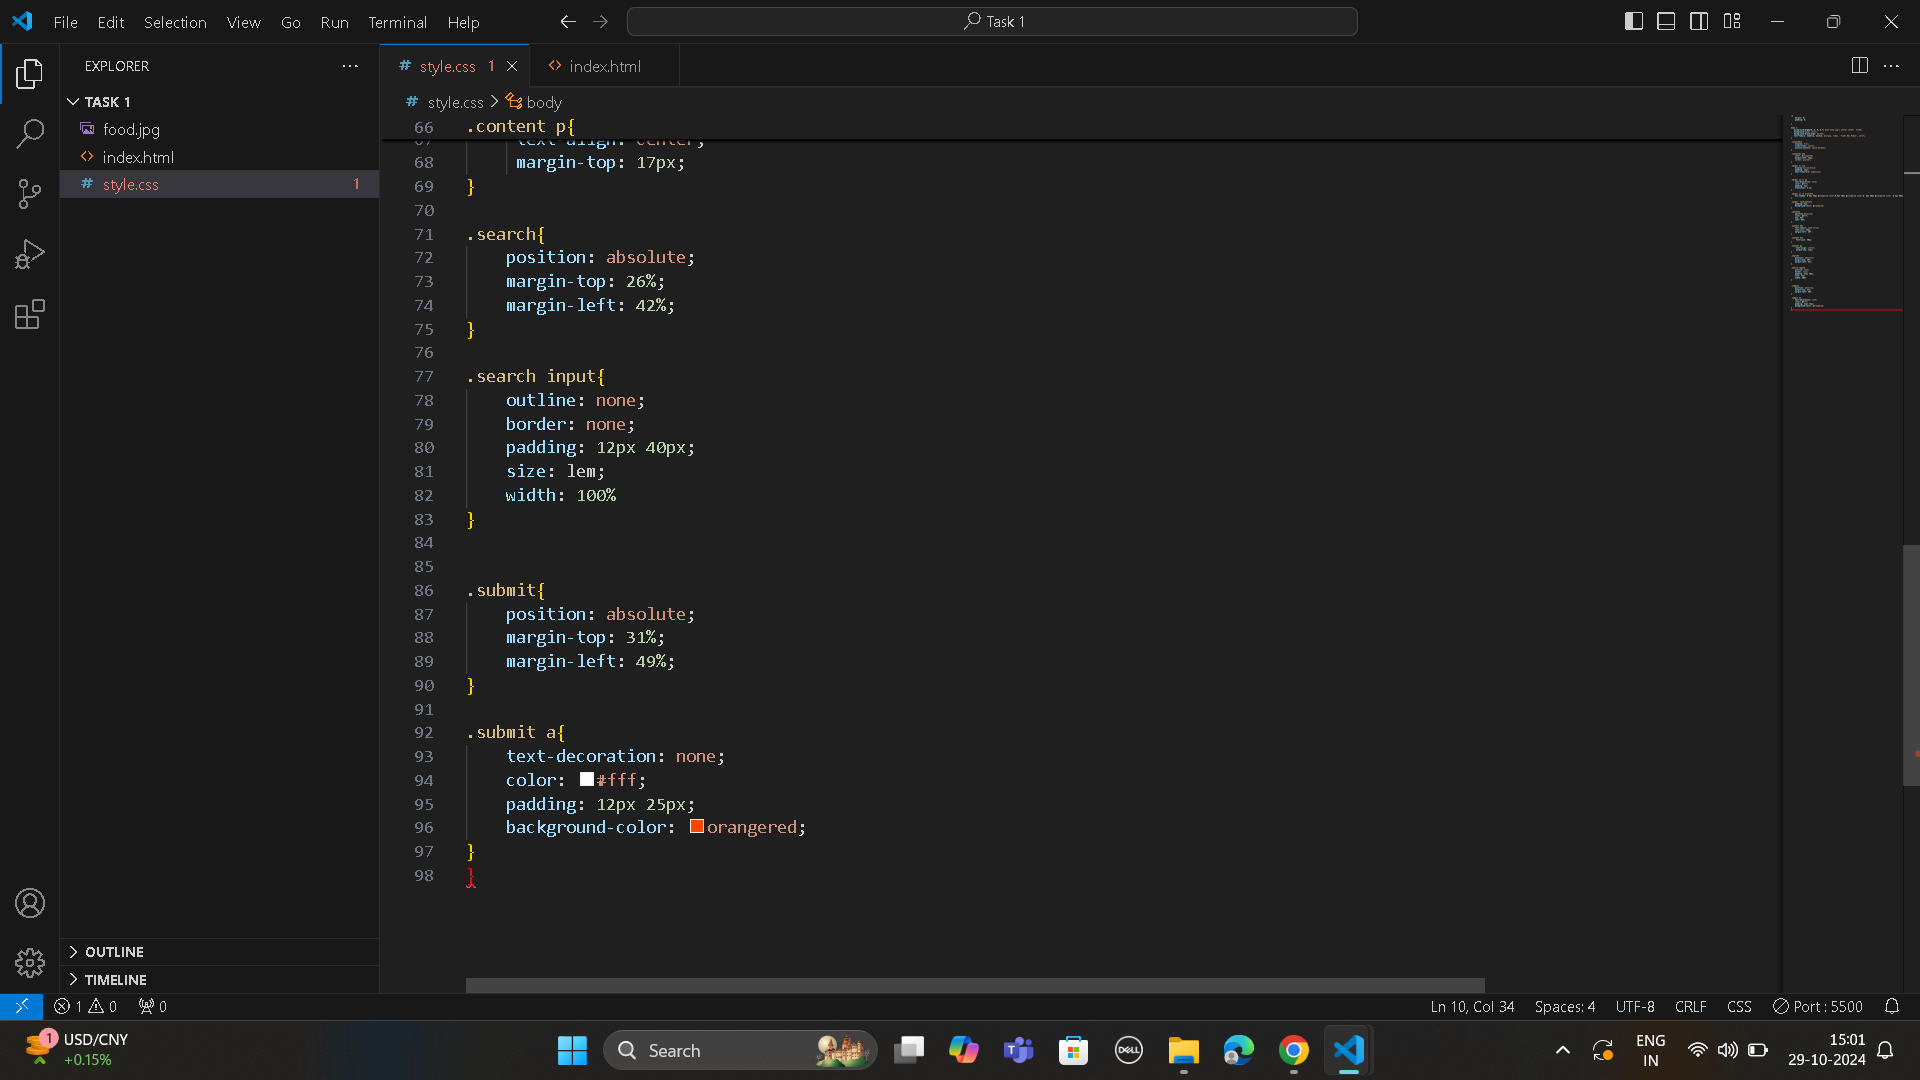 File Edit Selection View Go Run Terminal Help
Task 1
EXPLORER
TASK 1
food.jpg
index.html
style.css 1
OUTLINE
TIMELINE
# style.css 1
index.html
# style.css > body
66 .content p{
67 text-align: center;
68 margin-top: 17px;
69 }
70
71 .search{
72 position: absolute;
73 margin-top: 26%;
74 margin-left: 42%;
75 }
76
77 .search input{
78 outline: none;
79 border: none;
80 padding: 12px 40px;
81 size: lem;
82 width: 100%
83 }
84
85
86 .submit{
87 position: absolute;
88 margin-top: 31%;
89 margin-left: 49%;
90 }
91
92 .submit a{
93 text-decoration: none;
94 color: #fff;
95 padding: 12px 25px;
96 background-color: orangered;
97 }
98 }
1 0 0
Ln 10, Col 34 Spaces: 4 UTF-8 CRLF CSS Port : 5500
1 USD/CNY
+0.15%
Search
DELL
ENG
IN
15:01
29-10-2024